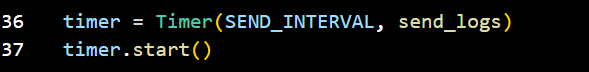 36 timer = Timer(SEND_INTERVAL, send_logs)
37 timer.start()